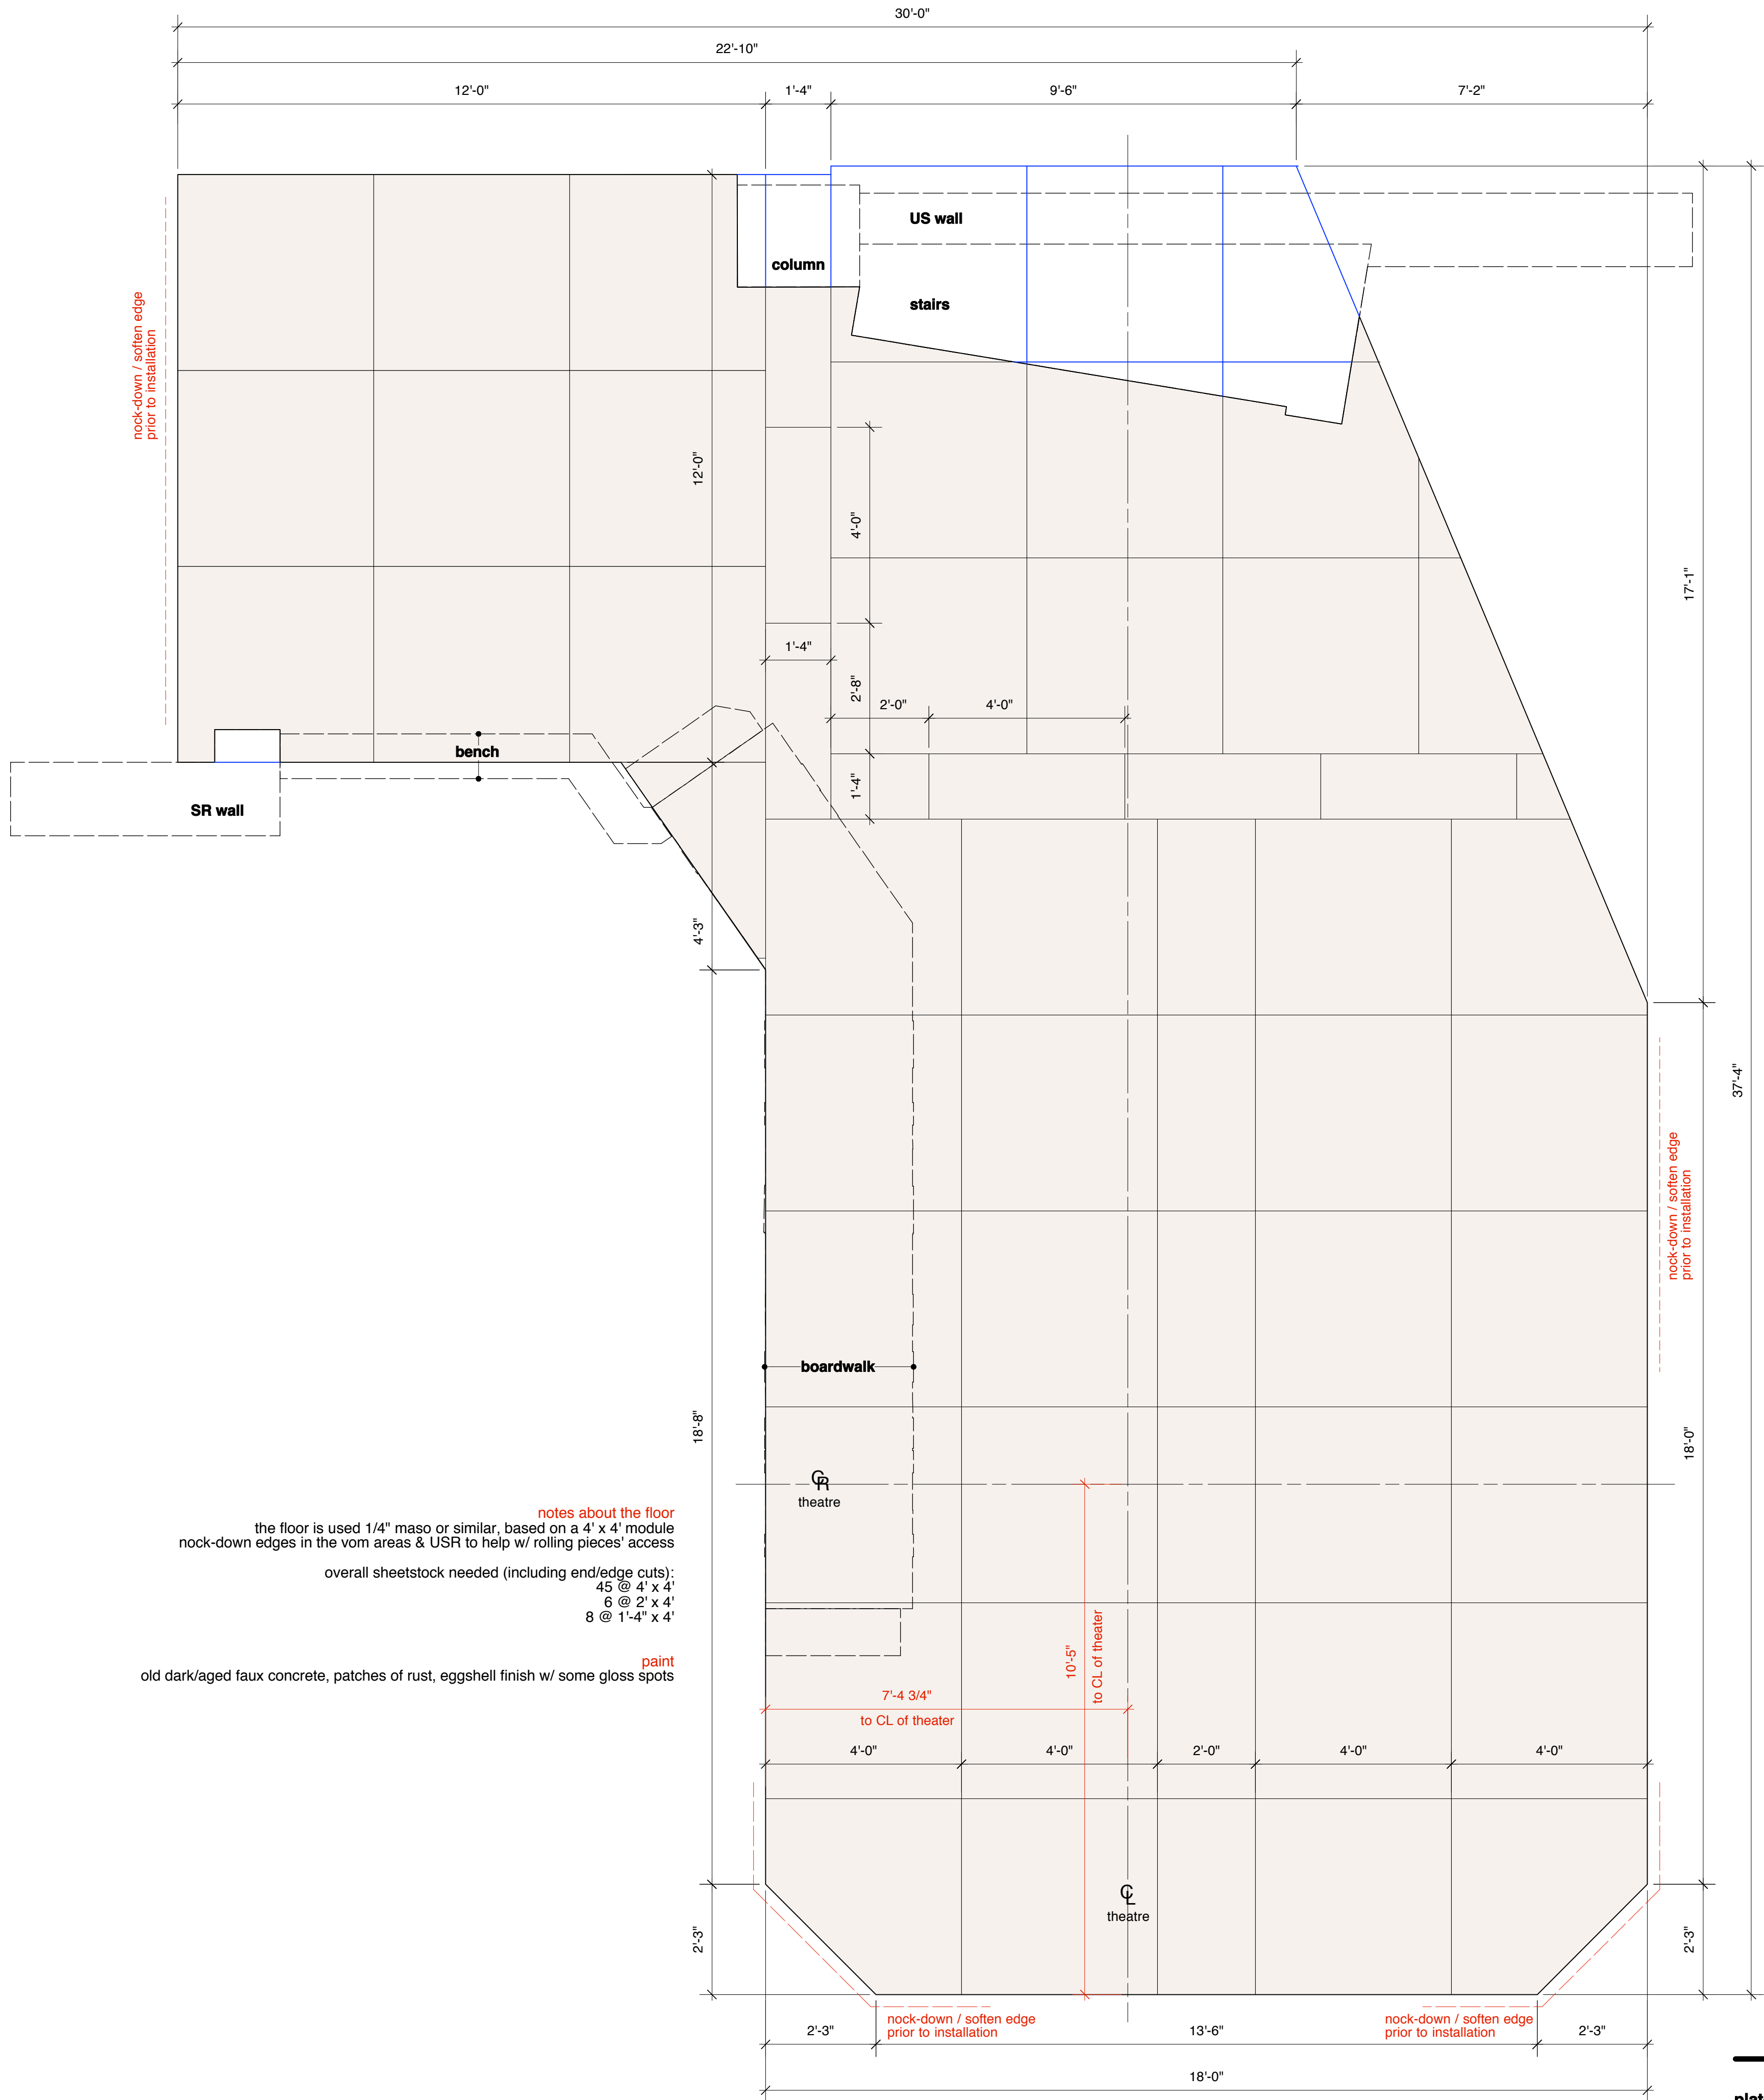 30'-0"
22'-10"
12'-0"
1'-4"
9'-6"
7'-2"
US wall
column
stairs
nock-down / soften edge
prior to installation
12'-0"
4'-0"
17'-1"
1'-4"
2'-8"
2'-0"
4'-0"
bench
1'-4"
SR wall
4'-3"
37'-4"
nock-down / soften edge
prior to installation
boardwalk
18'-8"
18'-0"
CR
theatre
notes about the floor
the floor is used 1/4" maso or similar, based on a 4' x 4' module
nock-down edges in the vom areas & USR to help w/ rolling pieces' access
overall sheetstock needed (including end/edge cuts):
45 @ 4' x 4'
6 @ 2' x 4'
8 @ 1'-4" x 4'
paint
old dark/aged faux concrete, patches of rust, eggshell finish w/ some gloss spots
10'-5"
to CL of theater
7'-4 3/4"
to CL of theater
4'-0"
4'-0"
2'-0"
4'-0"
4'-0"
CL
theatre
2'-3"
2'-3"
nock-down / soften edge
prior to installation
nock-down / soften edge
prior to installation
2'-3"
13'-6"
2'-3"
18'-0"